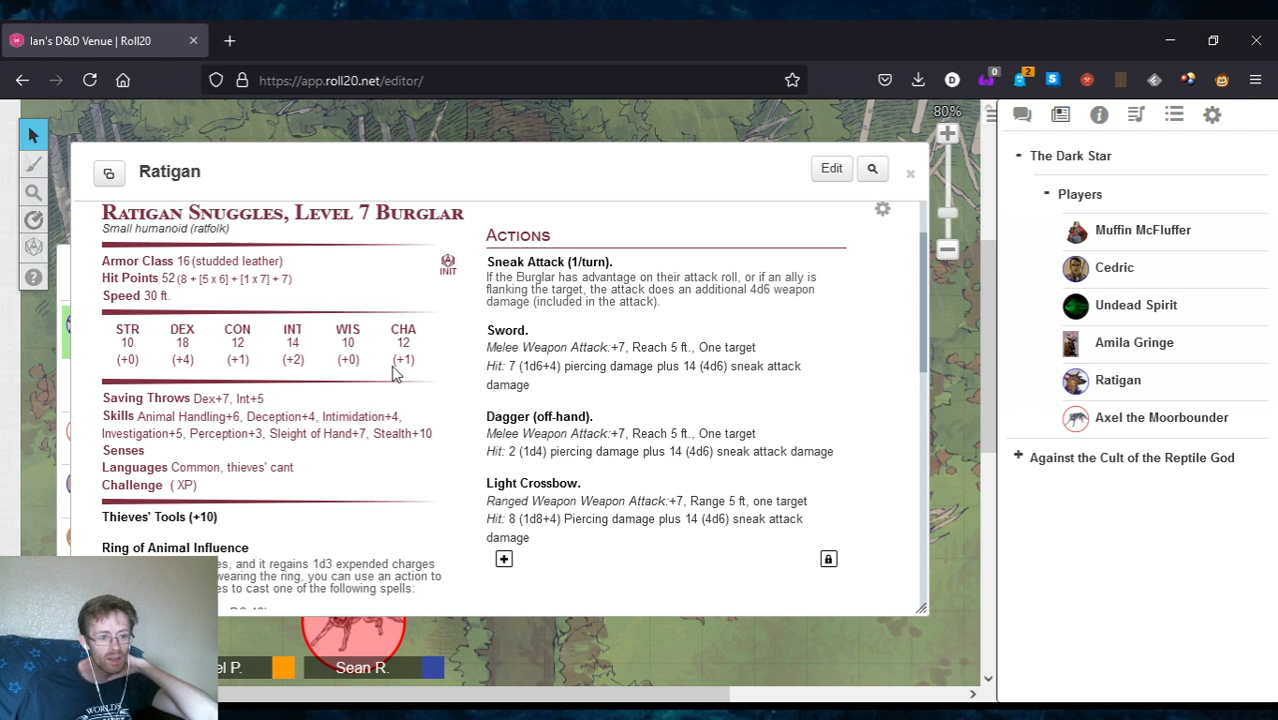 Ian's D&D Venue | Roll20
https://app.roll20.net/editor/
0
2
80%
Ratigan
Edit
RATIGAN SNUGGLES, LEVEL 7 BURGLAR
Small humanoid (ratfolk)
Armor Class 16 (studded leather)
Hit Points 52 (8 + [5 x 6] + [1 x 7] + 7)
Speed 30 ft.
INIT
STR DEX CON INT WIS CHA
10 18 12 14 10 12
(+0) (+4) (+1) (+2) (+0) (+1)
Saving Throws Dex+7, Int+5
Skills Animal Handling+6, Deception+4, Intimidation+4,
Investigation+5, Perception+3, Sleight of Hand+7, Stealth+10
Senses
Languages Common, thieves' cant
Challenge ( XP)
Thieves' Tools (+10)
Ring of Animal Influence
es, and it regains 1d3 expended charges
wearing the ring, you can use an action to
es to cast one of the following spells:
ACTIONS
Sneak Attack (1/turn).
If the Burglar has advantage on their attack roll, or if an ally is
flanking the target, the attack does an additional 4d6 weapon
damage (included in the attack).
Sword.
Melee Weapon Attack:+7, Reach 5 ft., One target
Hit: 7 (1d6+4) piercing damage plus 14 (4d6) sneak attack
damage
Dagger (off-hand).
Melee Weapon Attack:+7, Reach 5 ft., One target
Hit: 2 (1d4) piercing damage plus 14 (4d6) sneak attack damage
Light Crossbow.
Ranged Weapon Weapon Attack:+7, Range 5 ft, one target
Hit: 8 (1d8+4) Piercing damage plus 14 (4d6) sneak attack
damage
The Dark Star
Players
Muffin McFluffer
Cedric
Undead Spirit
Amila Gringe
Ratigan
Axel the Moorbounder
Against the Cult of the Reptile God
el P.
Sean R.
WORLDS